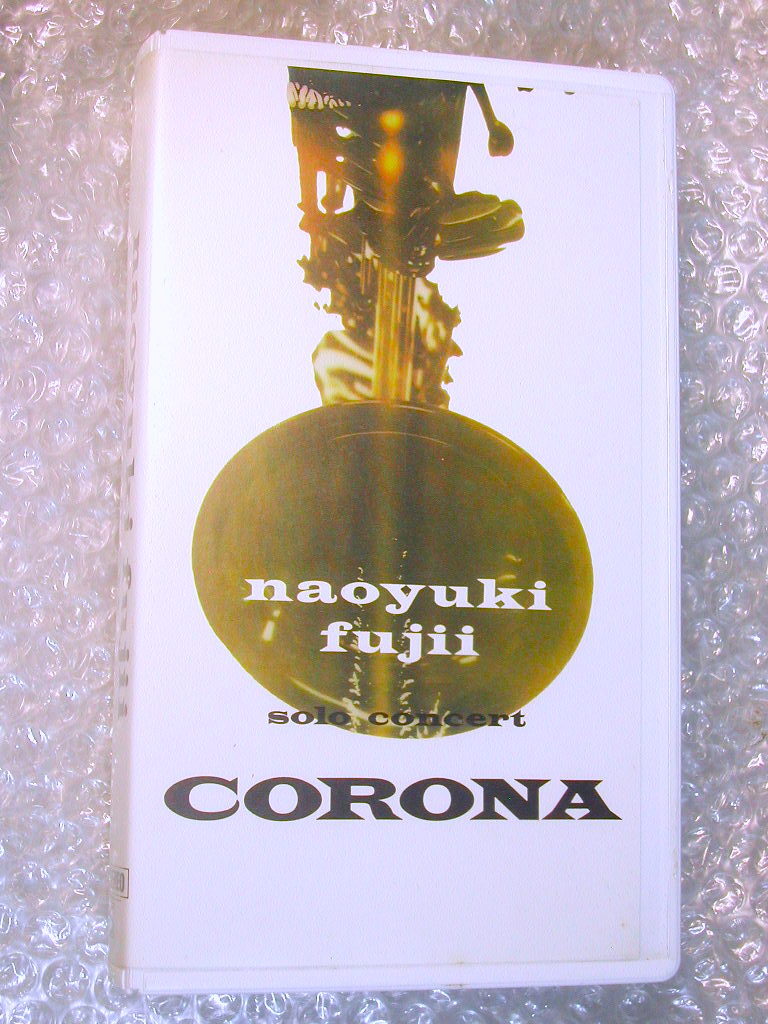 naoyuki
fujii
solo concert
CORONA